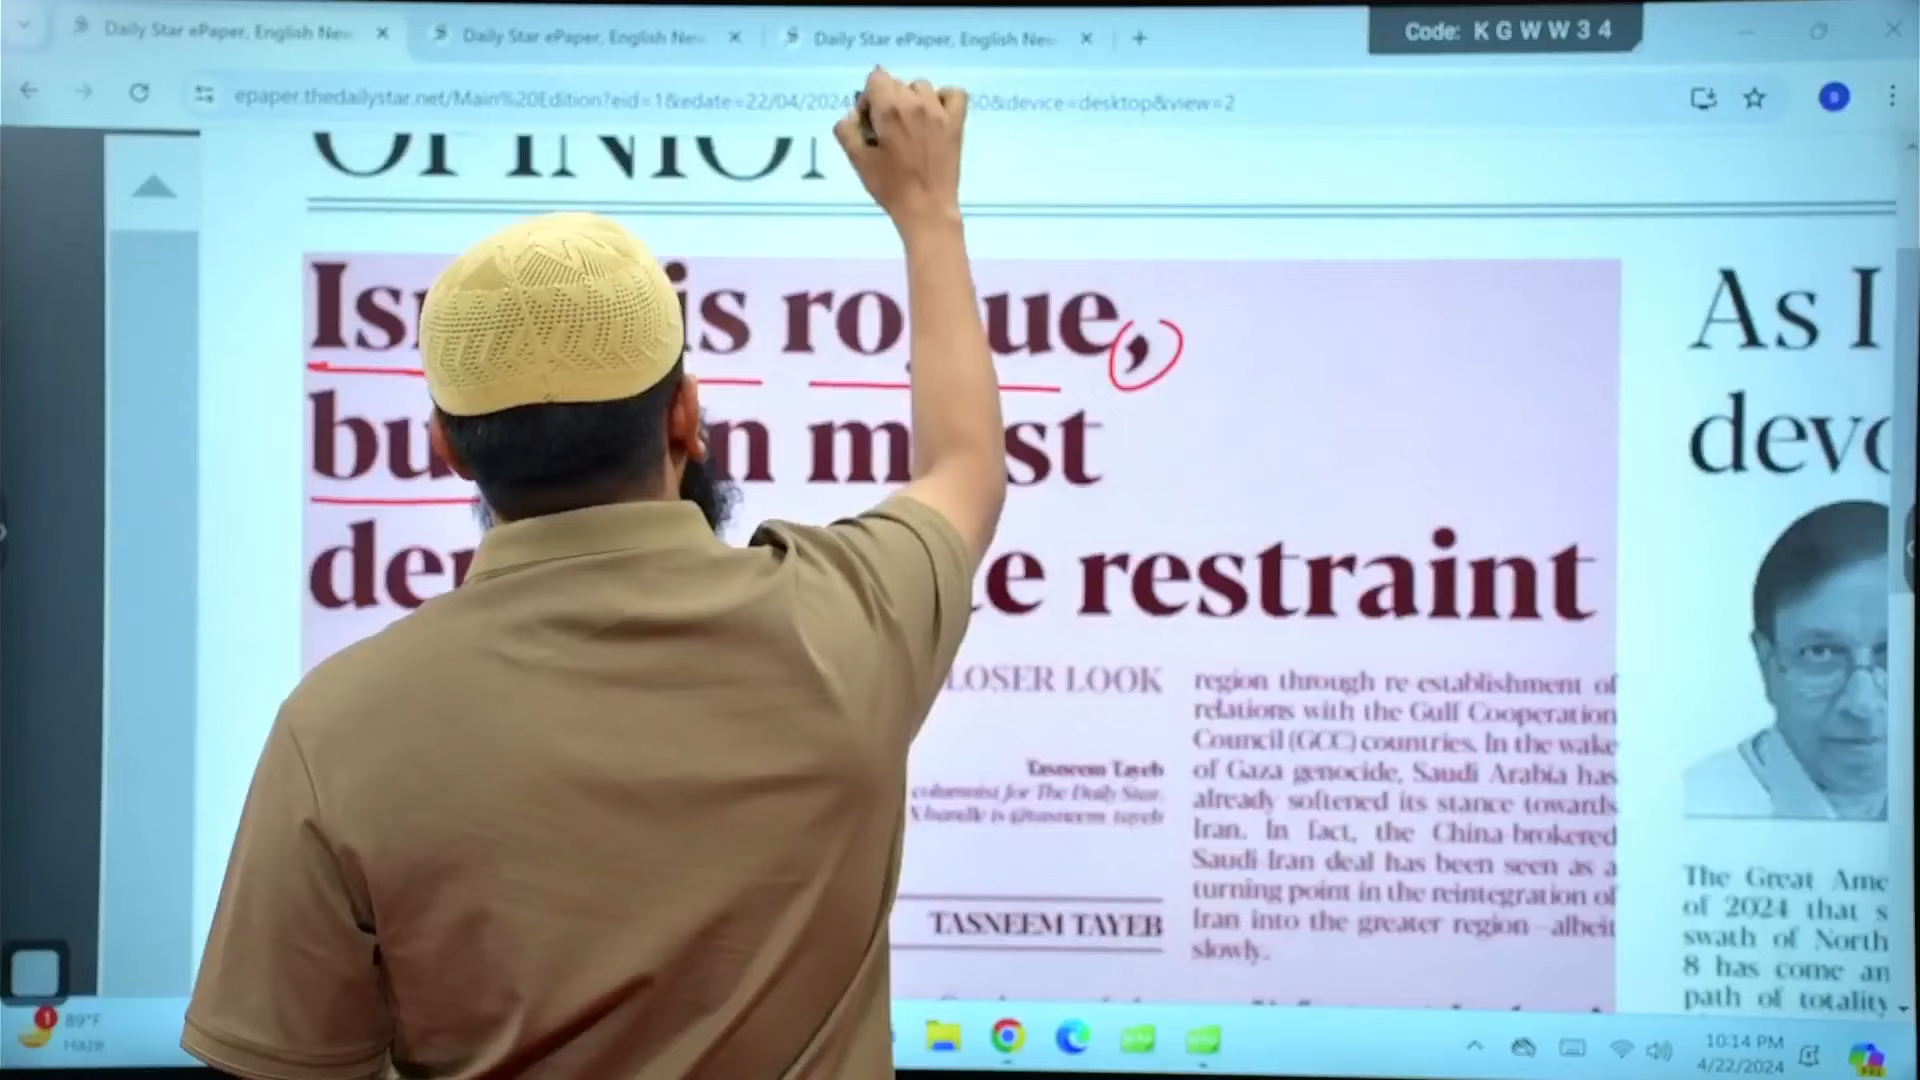 Daily Star ePaper, English New
Daily Star ePaper, English New
Daily Star ePaper, English New
Code: K G W W 3 4
epaper.thedailystar.net/Main%20Edition?eid=1&edate=22/04/2024 50&device=desktop&view=2
OPINION
is rogue,
must
restraint
LOSER LOOK
Tasneem Tayeb
columnist for The Daily Star.
X handle is @tasneem_tayeb
TASNEEM TAYEB
region through re establishment of
relations with the Gulf Cooperation
Council (GCC) countries. In the wake
of Gaza genocide, Saudi Arabia has
already softened its stance towards
Iran. In fact, the China-brokered
Saudi-Iran deal has been seen as a
turning point in the reintegration of
Iran into the greater region—albeit
slowly.
As I
devo
The Great Ame
of 2024 that s
swath of North
8 has come an
path of totality
1
89°F
Haze
10:14 PM
4/22/2024